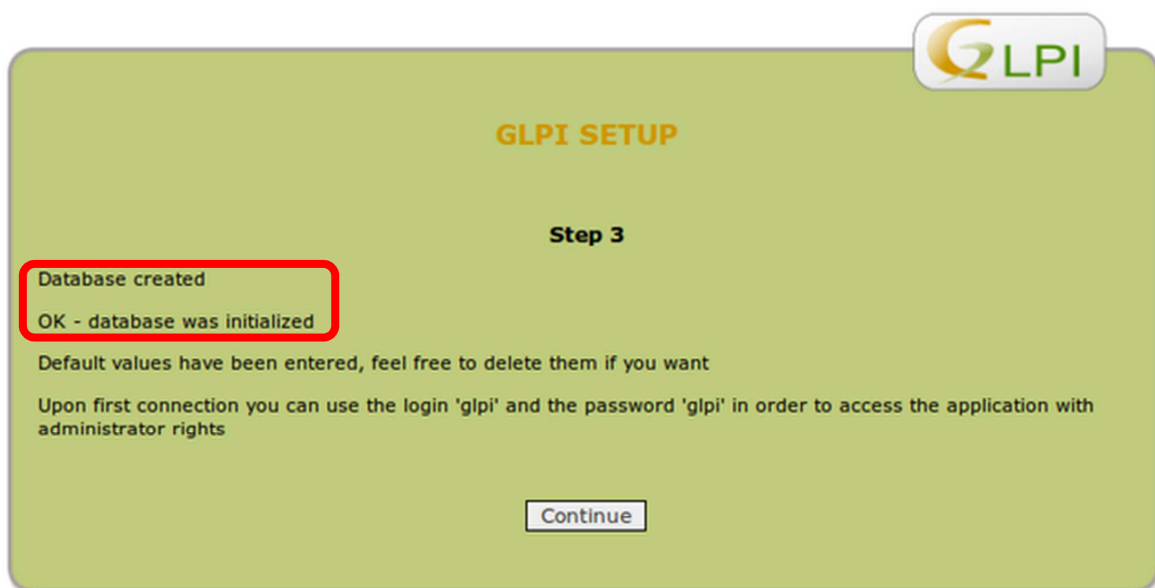 GLPI
GLPI SETUP
Step 3
Database created
OK - database was initialized
Default values have been entered, feel free to delete them if you want
Upon first connection you can use the login 'glpi' and the password 'glpi' in order to access the application with
administrator rights
Continue